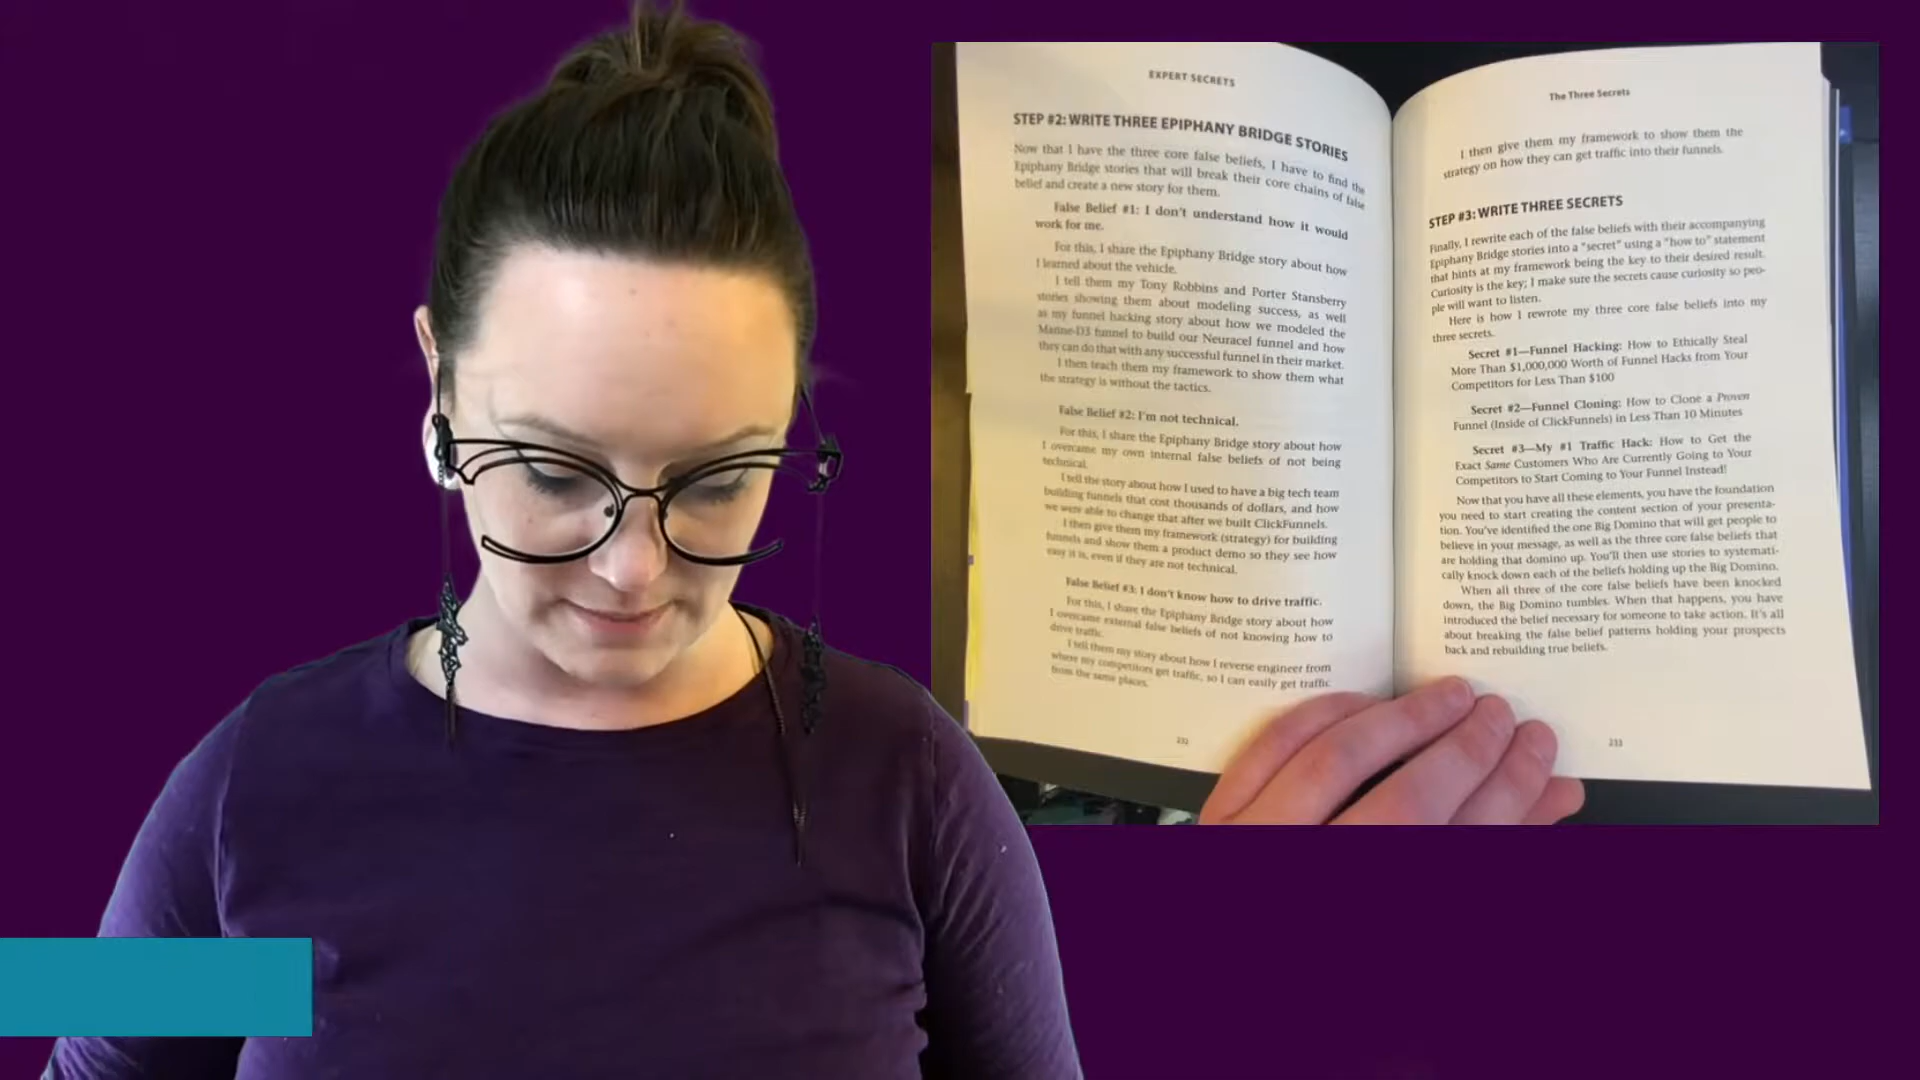 EXPERT SECRETS
STEP #2: WRITE THREE EPIPHANY BRIDGE STORIES
Now that I have the three core false beliefs, I have to find the
Epiphany Bridge stories that will break their core chains of false
belief and create a new story for them.
False Belief #1: I don't understand how it would
work for me.
For this, I share the Epiphany Bridge story about how
I learned about the vehicle.
I tell them my Tony Robbins and Porter Stansberry
stories showing them about modeling success, as well
as my funnel hacking story about how we modeled the
Marine-D3 funnel to build our Neuracel funnel and how
they can do that with any successful funnel in their market.
I then teach them my framework to show them what
the strategy is without the tactics.
False Belief #2: I'm not technical.
For this, I share the Epiphany Bridge story about how
I overcame my own internal false beliefs of not being
technical.
I tell the story about how I used to have a big tech team
building funnels that cost thousands of dollars, and how
we were able to change that after we built ClickFunnels.
I then give them my framework (strategy) for building
funnels and show them a product demo so they see how
easy it is, even if they are not technical.
False Belief #3: I don't know how to drive traffic.
For this, I share the Epiphany Bridge story about how
I overcame external false beliefs of not knowing how to
drive traffic.
I tell them my story about how I reverse engineer from
where my competitors get traffic, so I can easily get traffic
from the same places.
232
The Three Secrets
I then give them my framework to show them the
strategy on how they can get traffic into their funnels.
STEP #3: WRITE THREE SECRETS
Finally, I rewrite each of the false beliefs with their accompanying
Epiphany Bridge stories into a "secret" using a "how to" statement
that hints at my framework being the key to their desired result.
Curiosity is the key; I make sure the secrets cause curiosity so peo-
ple will want to listen.
Here is how I rewrote my three core false beliefs into my
three secrets.
Secret #1—Funnel Hacking: How to Ethically Steal
More Than $1,000,000 Worth of Funnel Hacks from Your
Competitors for Less Than $100
Secret #2—Funnel Cloning: How to Clone a Proven
Funnel (Inside of ClickFunnels) in Less Than 10 Minutes
Secret #3—My #1 Traffic Hack: How to Get the
Exact Same Customers Who Are Currently Going to Your
Competitors to Start Coming to Your Funnel Instead!
Now that you have all these elements, you have the foundation
you need to start creating the content section of your presenta-
tion. You've identified the one Big Domino that will get people to
believe in your message, as well as the three core false beliefs that
are holding that domino up. You'll then use stories to systemati-
cally knock down each of the beliefs holding up the Big Domino.
When all three of the core false beliefs have been knocked
down, the Big Domino tumbles. When that happens, you have
introduced the belief necessary for someone to take action. It's all
about breaking the false belief patterns holding your prospects
back and rebuilding true beliefs.
233